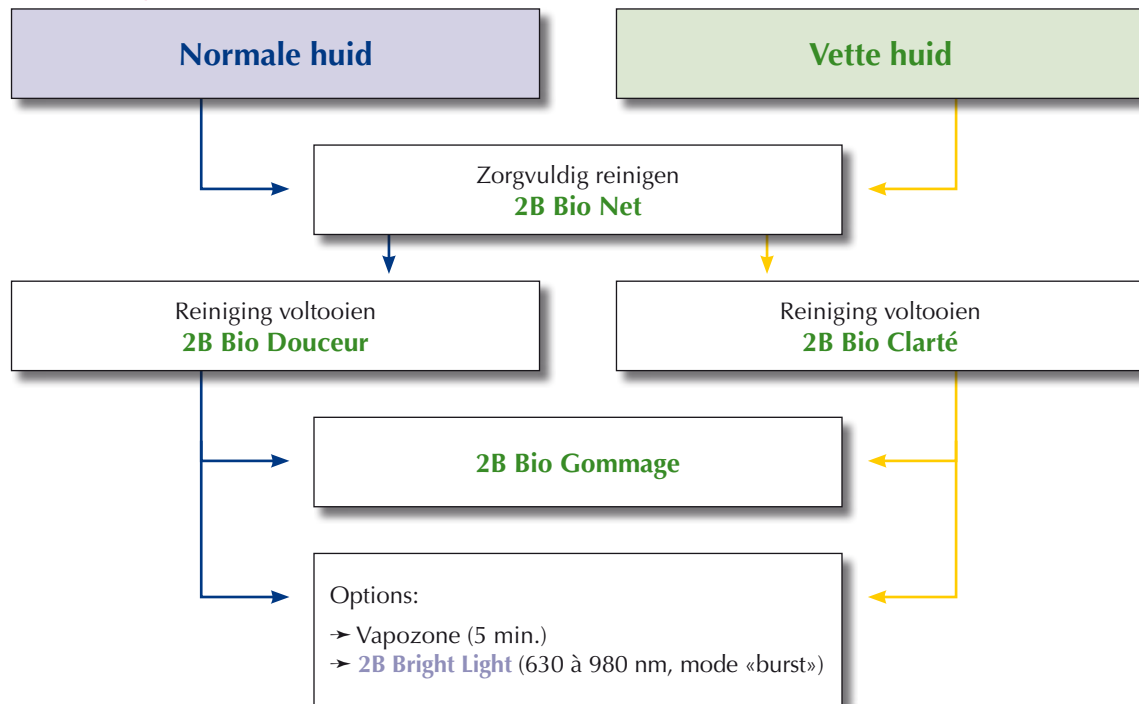 Normale huid
Vette huid
Zorgvuldig reinigen
2B Bio Net
Reiniging voltooien
2B Bio Douceur
Reiniging voltooien
2B Bio Clarté
2B Bio Gommage
Options:
➛ Vapozone (5 min.)
➛ 2B Bright Light (630 à 980 nm, mode «burst»)